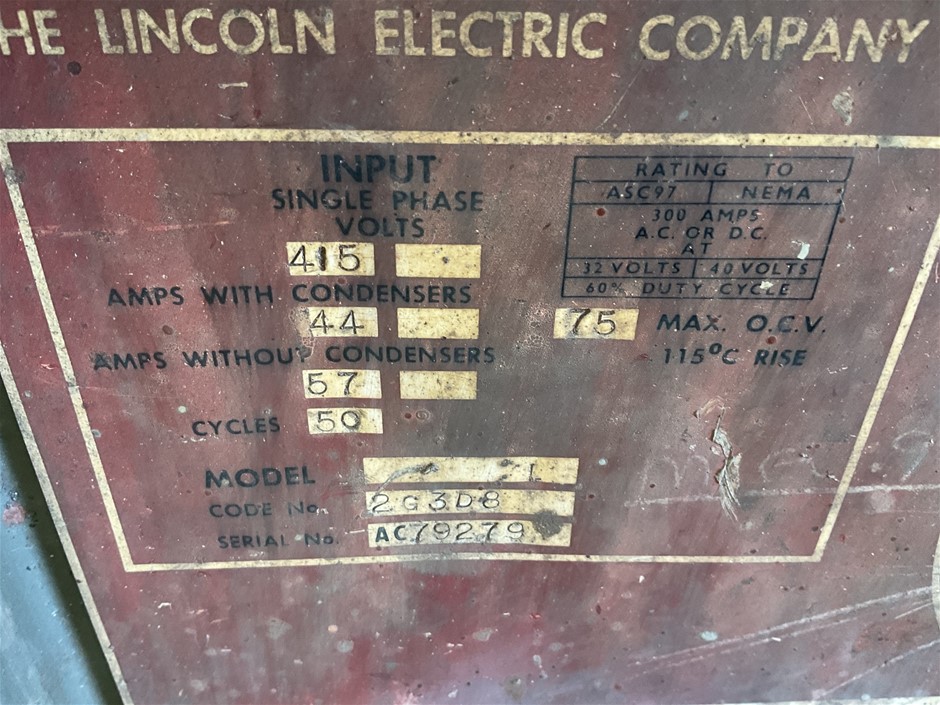 HE LINCOLN ELECTRIC COMPANY
INPUT
SINGLE PHASE
VOLTS
415
AMPS WITH CONDENSERS
44
AMPS WITHOUT CONDENSERS
57
CYCLES 50
MODEL L
CODE No. 2G3D8
SERIAL No. AC79279
RATING TO
ASC97 NEMA
300 AMPS
A.C. OR D.C.
AT
32 VOLTS 40 VOLTS
60% DUTY CYCLE
75 MAX. O.C.V.
115°C RISE